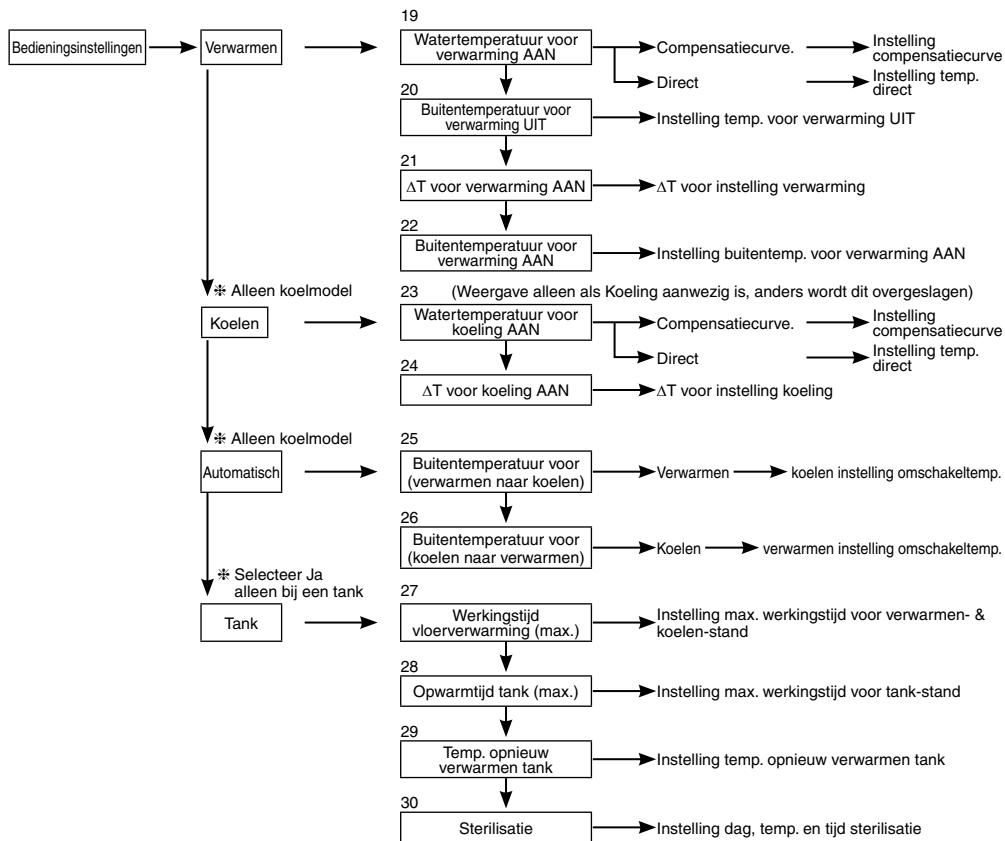 19
Bedieningsinstellingen
Verwarmen
Watertemperatuur voor
verwarming AAN
Compensatiecurve.
Instelling
compensatiecurve
Direct
Instelling temp.
direct
20
Buitentemperatuur voor
verwarming UIT
Instelling temp. voor verwarming UIT
21
ΔT voor verwarming AAN
ΔT voor instelling verwarming
22
Buitentemperatuur voor
verwarming AAN
Instelling buitentemp. voor verwarming AAN
❉ Alleen koelmodel
23 (Weergave alleen als Koeling aanwezig is, anders wordt dit overgeslagen)
Koelen
Watertemperatuur voor
koeling AAN
Compensatiecurve.
Instelling
compensatiecurve
Direct
Instelling temp.
direct
24
ΔT voor koeling AAN
ΔT voor instelling koeling
❉ Alleen koelmodel
25
Automatisch
Buitentemperatuur voor
(verwarmen naar koelen)
Verwarmen
koelen instelling omschakeltemp.
26
Buitentemperatuur voor
(koelen naar verwarmen)
Koelen
verwarmen instelling omschakeltemp.
❉ Selecteer Ja
alleen bij een tank
27
Tank
Werkingstijd
vloerverwarming (max.)
Instelling max. werkingstijd voor verwarmen- &
koelen-stand
28
Opwarmtijd tank (max.)
Instelling max. werkingstijd voor tank-stand
29
Temp. opnieuw
verwarmen tank
Instelling temp. opnieuw verwarmen tank
30
Sterilisatie
Instelling dag, temp. en tijd sterilisatie